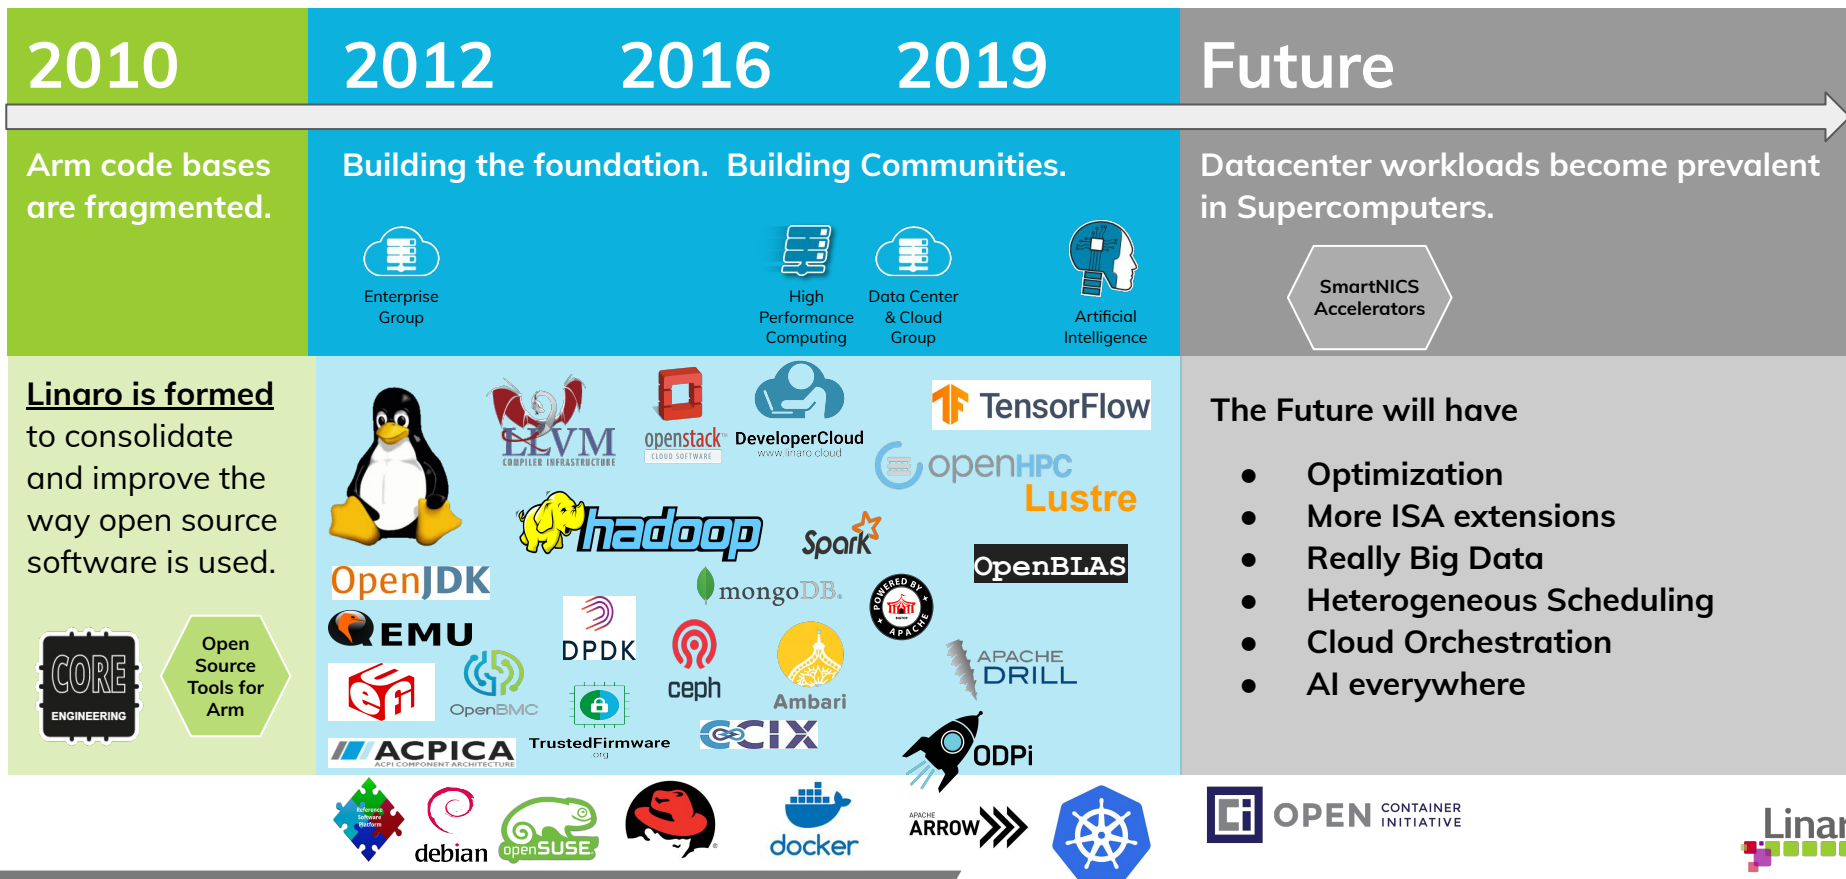 2010
2012
2016
2019
Future
Arm code bases
are fragmented.
Building the foundation.  Building Communities.
Datacenter workloads become prevalent
in Supercomputers.
Enterprise
Group
High
Performance
Computing
Data Center
& Cloud
Group
Artificial
Intelligence
SmartNICS
Accelerators
Linaro is formed
to consolidate
and improve the
way open source
software is used.
CORE
ENGINEERING
Open
Source
Tools for
Arm
LLVM
COMPILER INFRASTRUCTURE
openstack
CLOUD SOFTWARE
DeveloperCloud
www.linaro.cloud
TensorFlow
openHPC
Lustre
hadoop
Spark
OpenBLAS
OpenJDK
mongoDB.
POWERED BY
APACHE
QEMU
DPDK
ceph
Ambari
APACHE
DRILL
UEFI
OpenBMC
TrustedFirmware
.org
CCIX
ACPICA
ACPI COMPONENT ARCHITECTURE
ODPi
The Future will have
● Optimization
● More ISA extensions
● Really Big Data
● Heterogeneous Scheduling
● Cloud Orchestration
● AI everywhere
Reference
Software
Platform
debian
openSUSE
docker
APACHE
ARROW
Ci OPEN CONTAINER
INITIATIVE
Linar